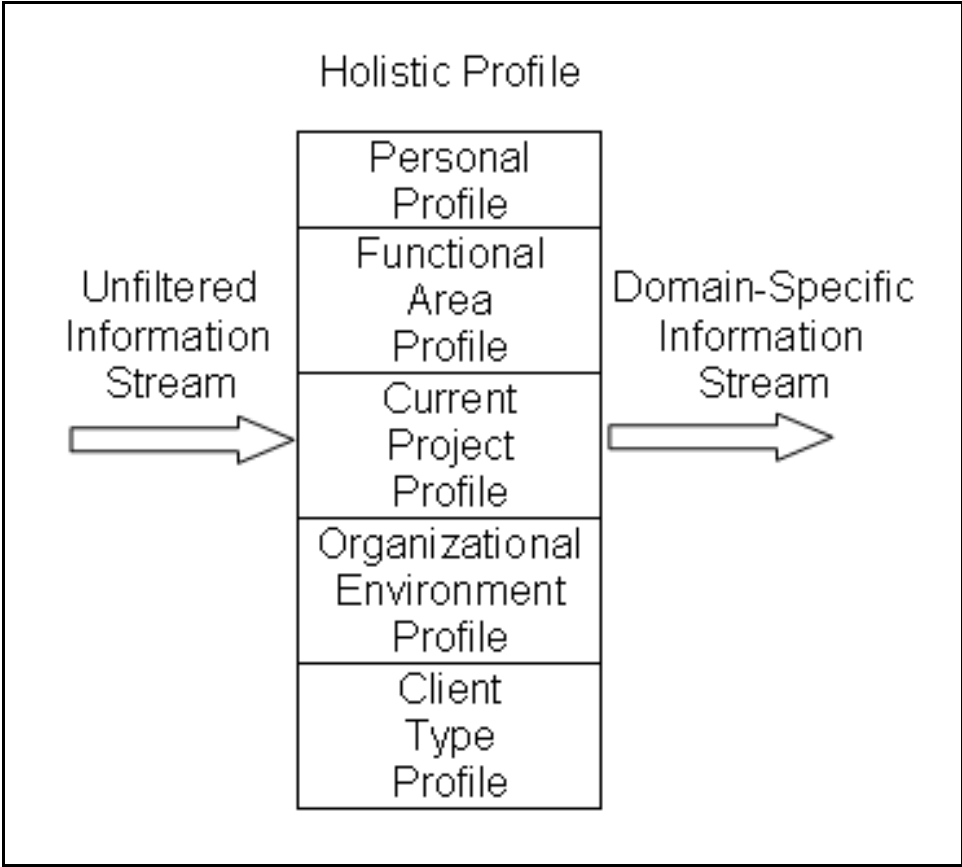 Holistic Profile
Personal
Profile
Functional
Area
Profile
Unfiltered
Information
Stream
Current
Project
Profile
Domain-Specific
Information
Stream
Organizational
Environment
Profile
Client
Type
Profile